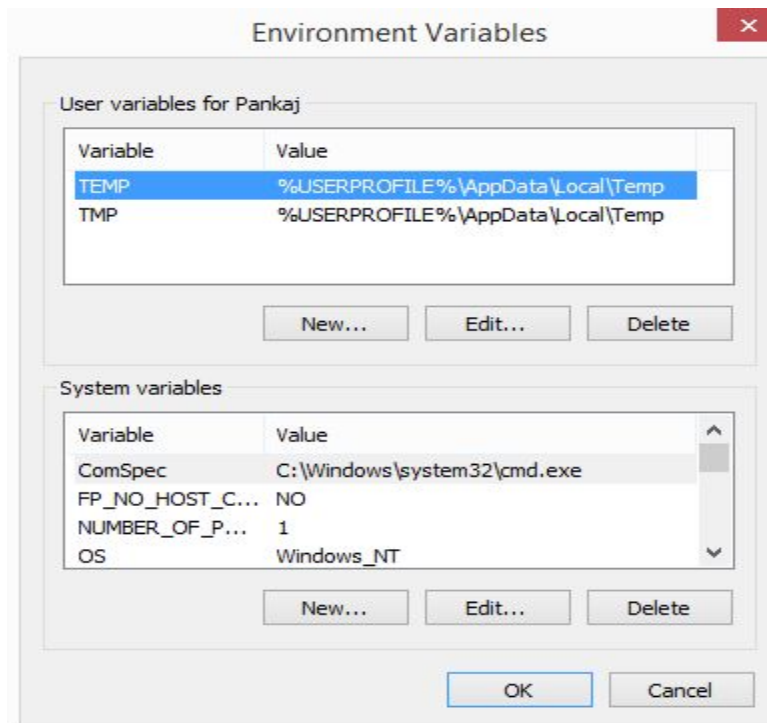 Environment Variables
User variables for Pankaj
Variable Value
TEMP %USERPROFILE%\AppData\Local\Temp
TMP %USERPROFILE%\AppData\Local\Temp
New... Edit... Delete
System variables
Variable Value
ComSpec C:\Windows\system32\cmd.exe
FP_NO_HOST_C... NO
NUMBER_OF_P... 1
OS Windows_NT
New... Edit... Delete
OK Cancel